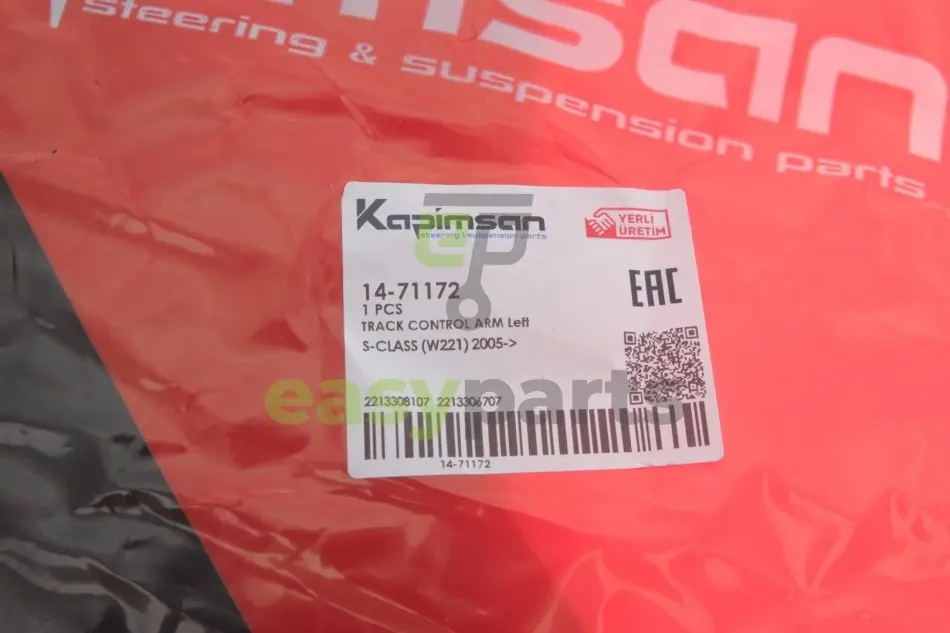 steering & suspension parts
Kapimsan
steering | suspension parts
YERLİ
ÜRETİM
14-71172
1 PCS
TRACK CONTROL ARM Left
S-CLASS (W221) 2005->
EAC
2213308107 2213306707
14-71172
easyparts